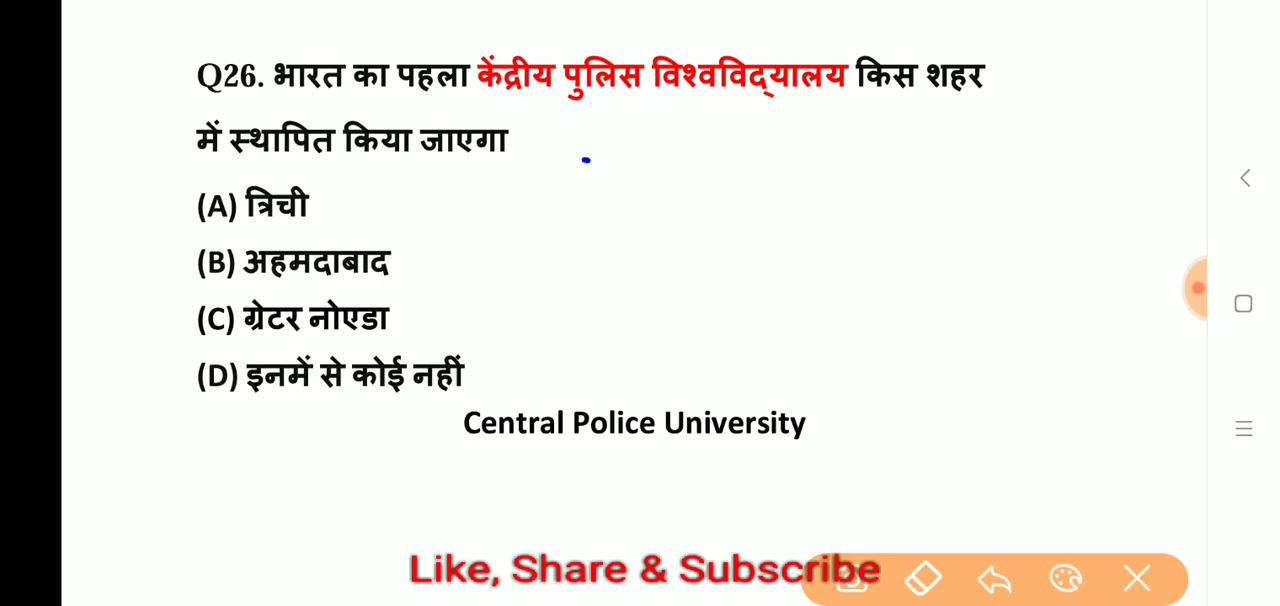 Q26. भारत का पहला केंद्रीय पुलिस विश्वविद्यालय किस शहर
में स्थापित किया जाएगा
(A) त्रिची
(B) अहमदाबाद
(C) ग्रेटर नोएडा
(D) इनमें से कोई नहीं
Central Police University
Like, Share & Subscribe